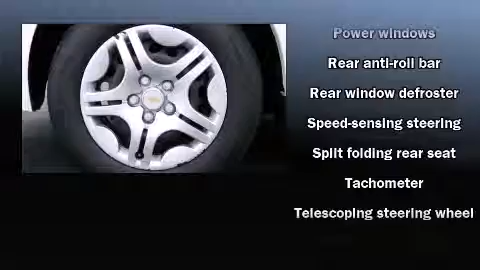 Power windows
Rear anti-roll bar
Rear window defroster
Speed-sensing steering
Split folding rear seat
Tachometer
Telescoping steering wheel